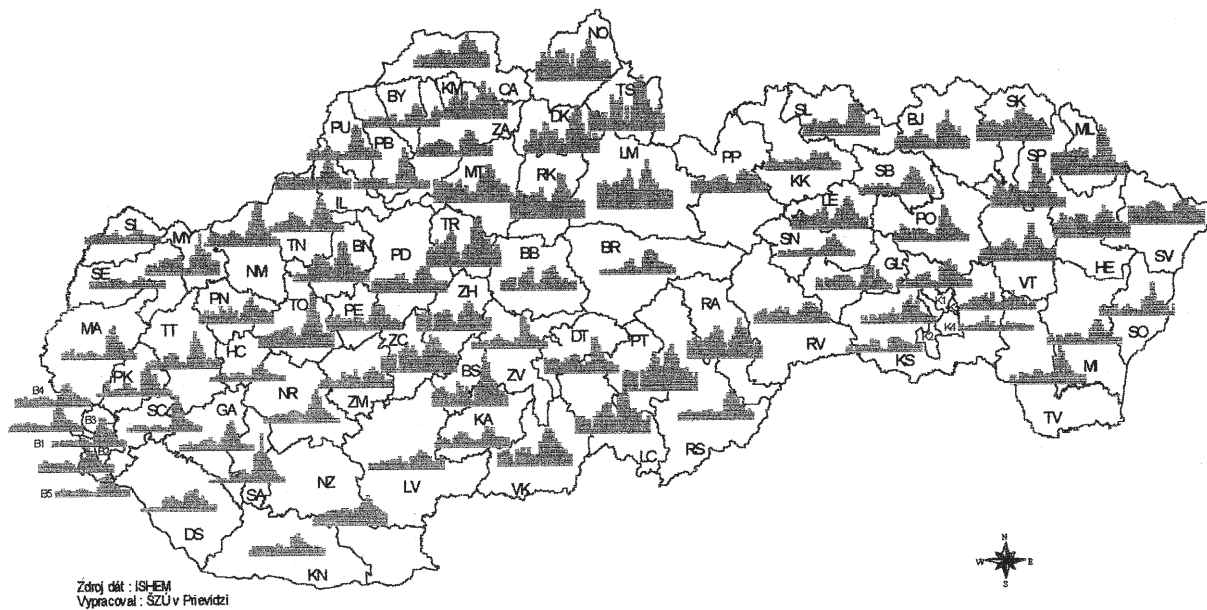 NO
KM
CA
BY
TS
PU
PB
DK
ZA
SL
BJ
SK
ML
LM
PP
SP
MT
RK
KK
SB
IL
LE
PO
SI
MY
TN
BN
TR
SN
SE
NM
PD
BB
BR
GL
HE
SV
VT
PN
TO
PE
ZH
RA
K1
K4
SO
MA
TT
HC
ZC
DT
PT
RV
KS
MI
PK
NR
ZM
BS
ZV
B4
SC
GA
KA
TV
B3
B1
B2
LC
RS
B5
SA
NZ
LV
VK
DS
KN
N
W E
S
Zdroj dát : ISHEM
Vypracoval : ŠZÚ v Prievidzi